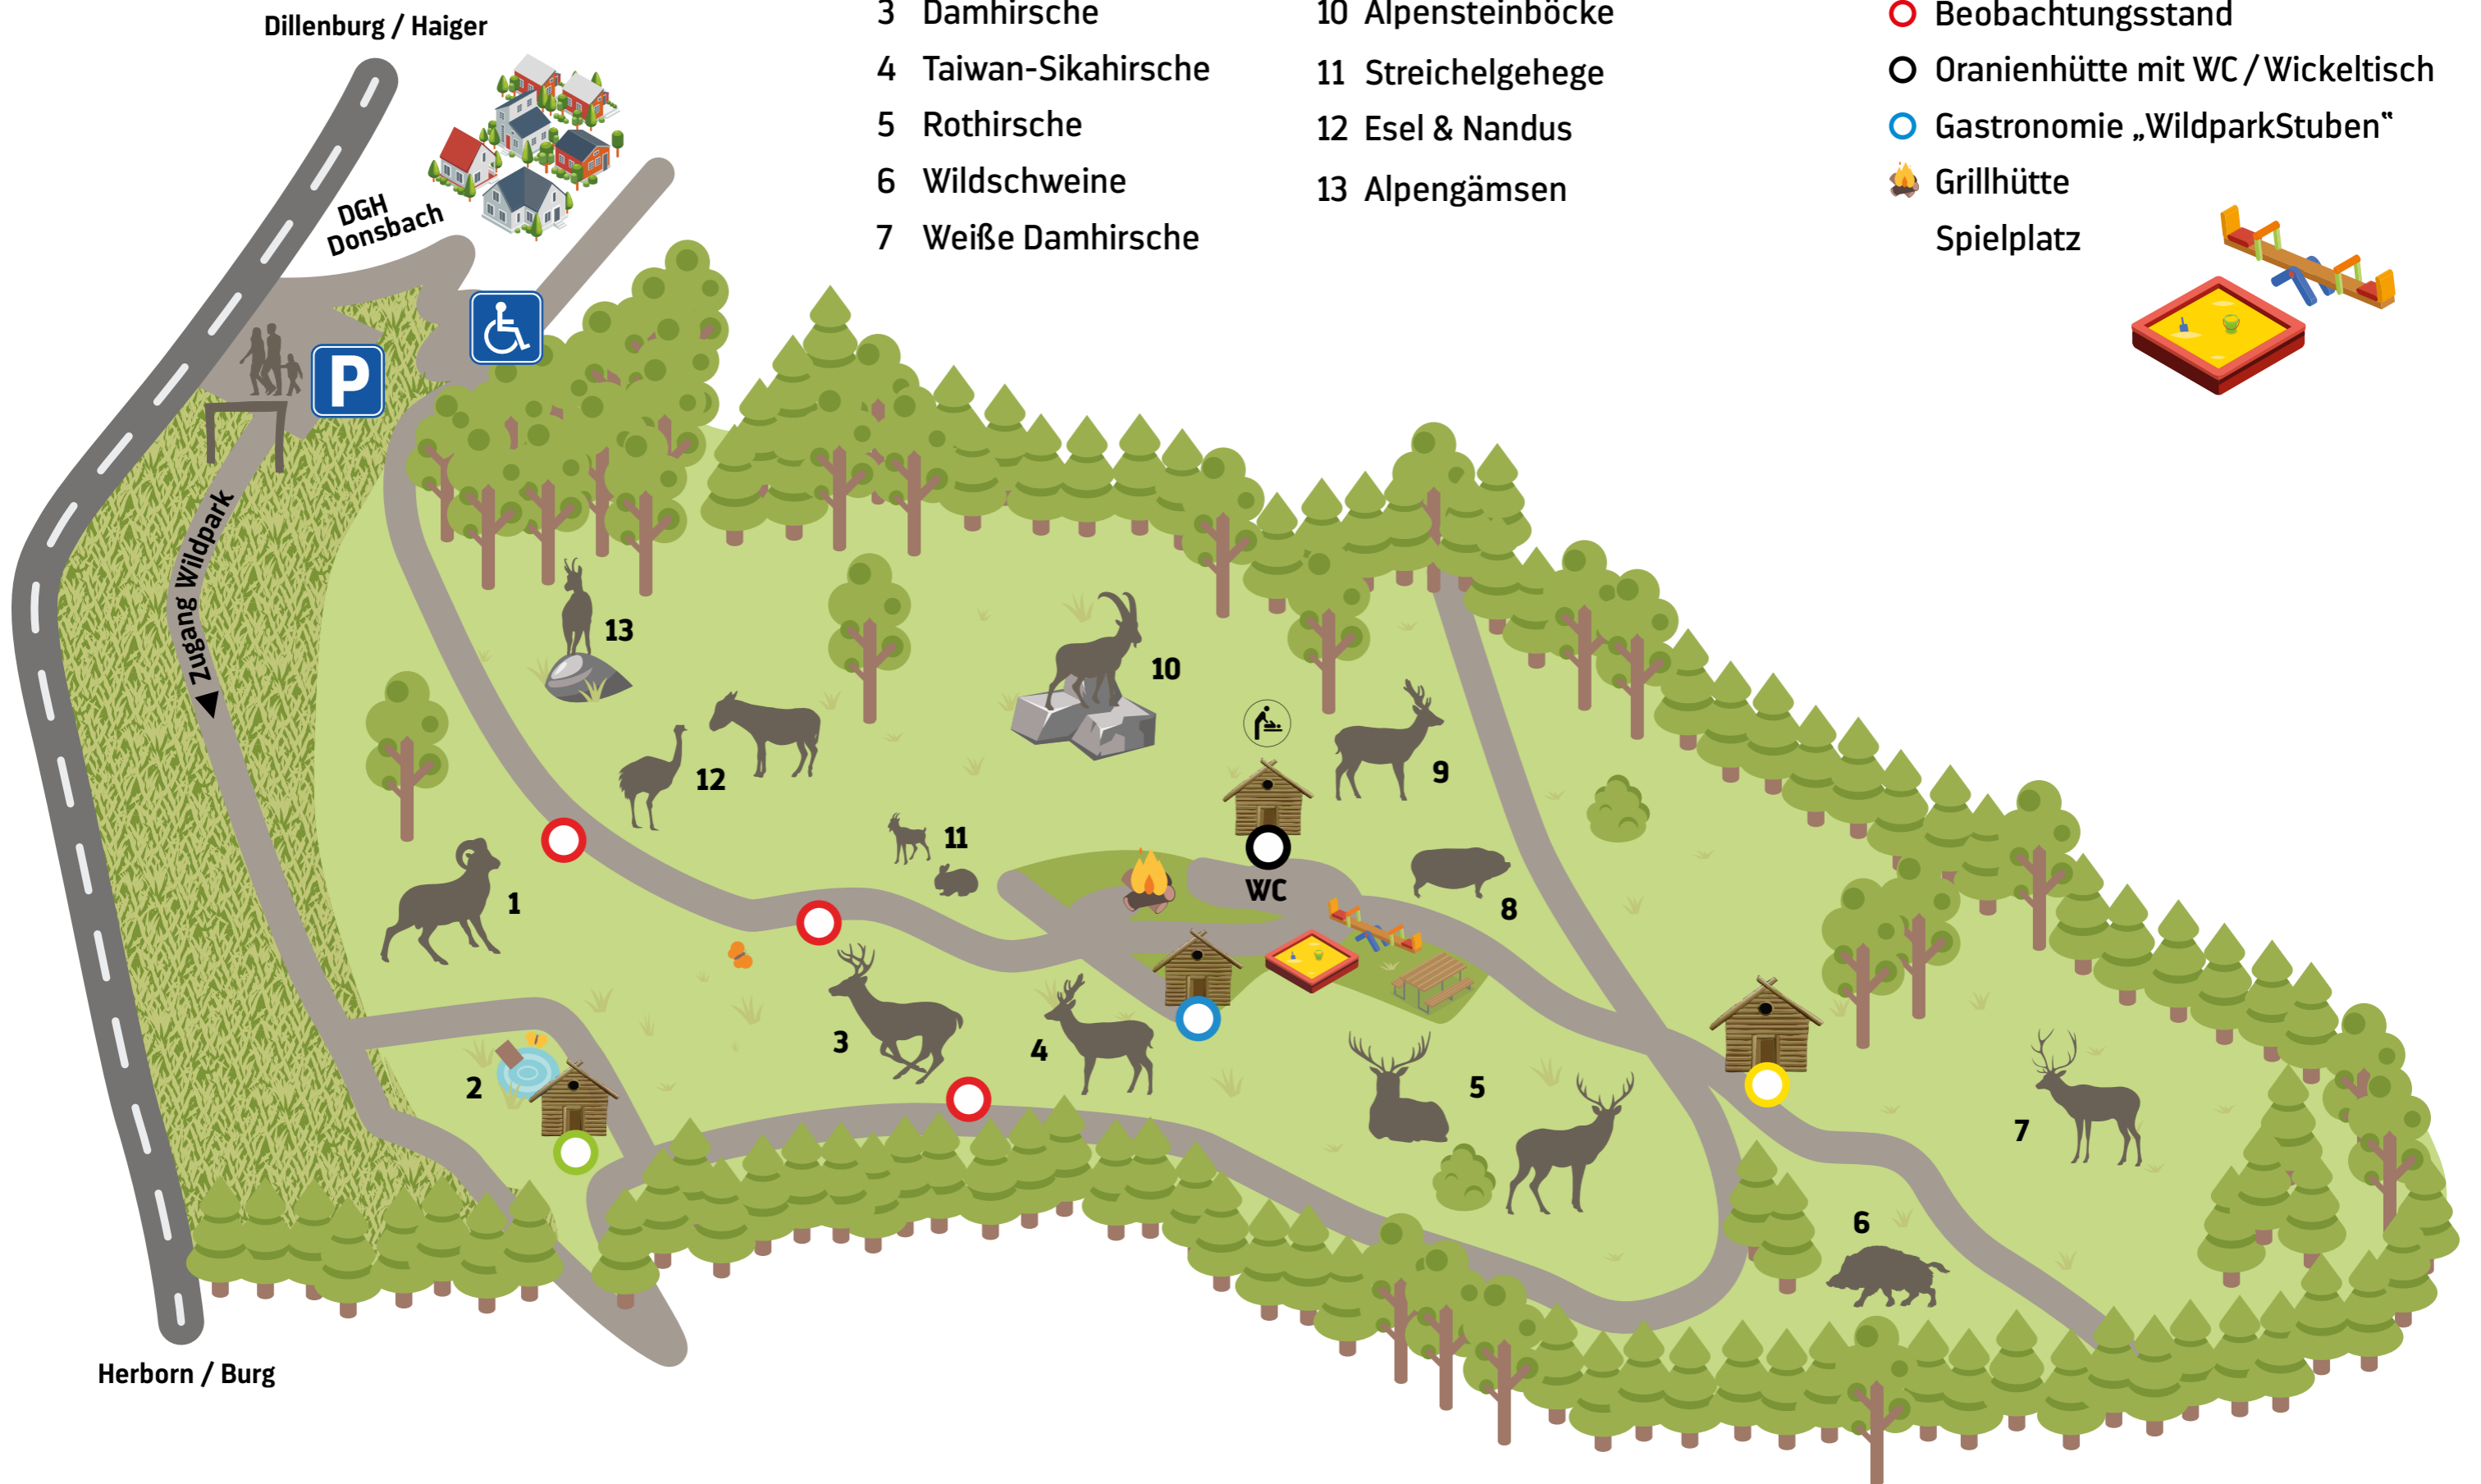 Dillenburg / Haiger
3 Damhirsche
4 Taiwan-Sikahirsche
5 Rothirsche
6 Wildschweine
7 Weiße Damhirsche
10 Alpensteinböcke
11 Streichelgehege
12 Esel & Nandus
13 Alpengämsen
Beobachtungsstand
Oranienhütte mit WC / Wickeltisch
Gastronomie „WildparkStuben“
Grillhütte
Spielplatz
DGH
Donsbach
P
Zugang Wildpark
13
10
12
9
11
1
WC
8
3
4
2
5
7
6
Herborn / Burg